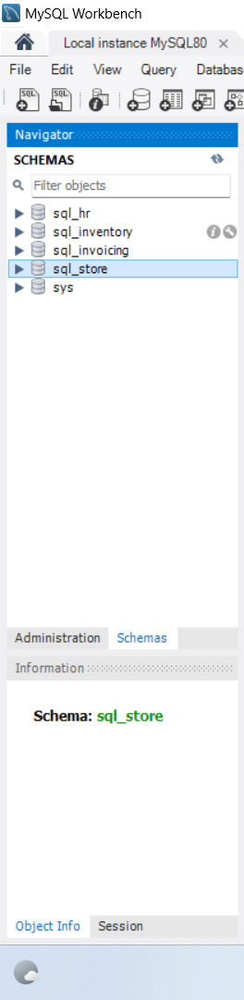 MySQL Workbench
Local instance MySQL80
File Edit View Query Databas
SQL
Navigator
SCHEMAS
Filter objects
sql_hr
sql_inventory
sql_invoicing
sql_store
sys
Administration Schemas
Information
Schema: sql_store
Object Info Session